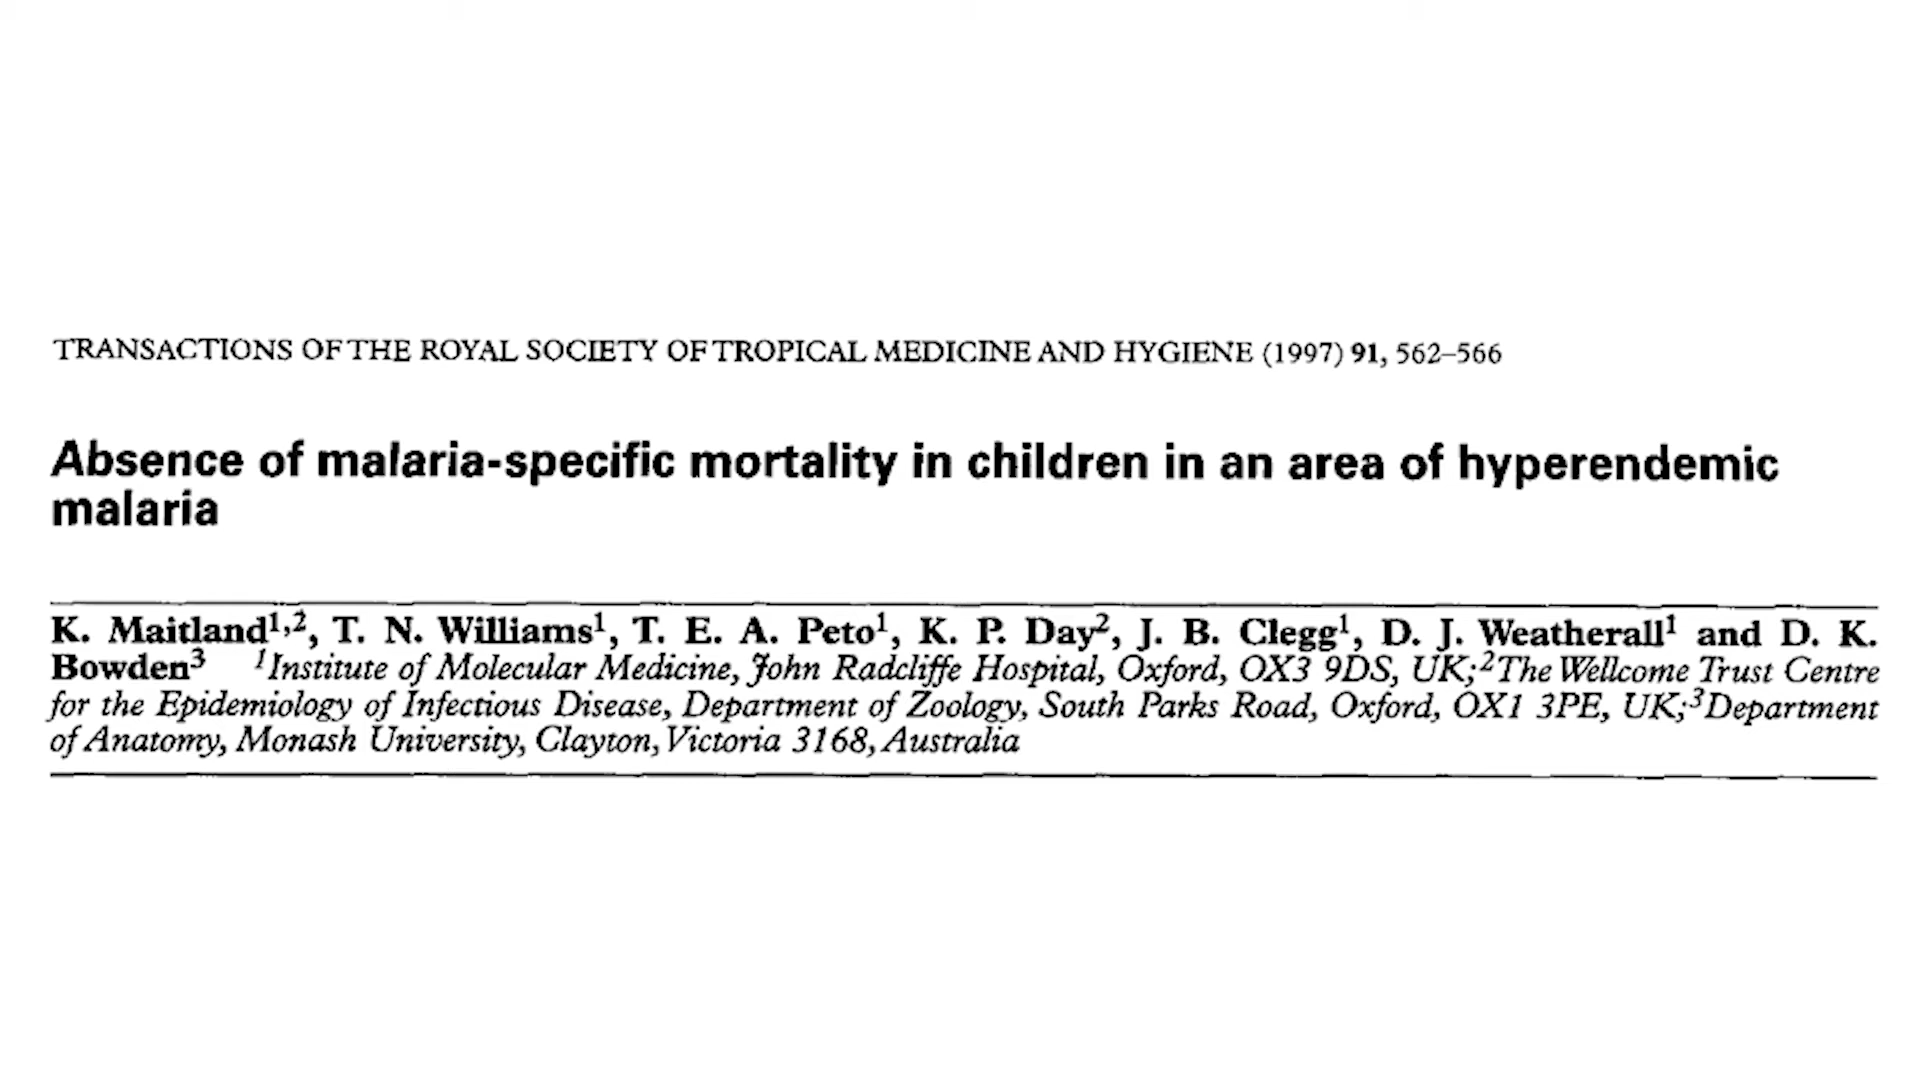 TRANSACTIONS OF THE ROYAL SOCIETY OF TROPICAL MEDICINE AND HYGIENE (1997) 91, 562–566
Absence of malaria-specific mortality in children in an area of hyperendemic
malaria
K. Maitland1,2, T. N. Williams1, T. E. A. Peto1, K. P. Day2, J. B. Clegg1, D. J. Weatherall1 and D. K.
Bowden3 1Institute of Molecular Medicine, John Radcliffe Hospital, Oxford, OX3 9DS, UK; 2The Wellcome Trust Centre
for the Epidemiology of Infectious Disease, Department of Zoology, South Parks Road, Oxford, OX1 3PE, UK; 3Department
of Anatomy, Monash University, Clayton, Victoria 3168, Australia